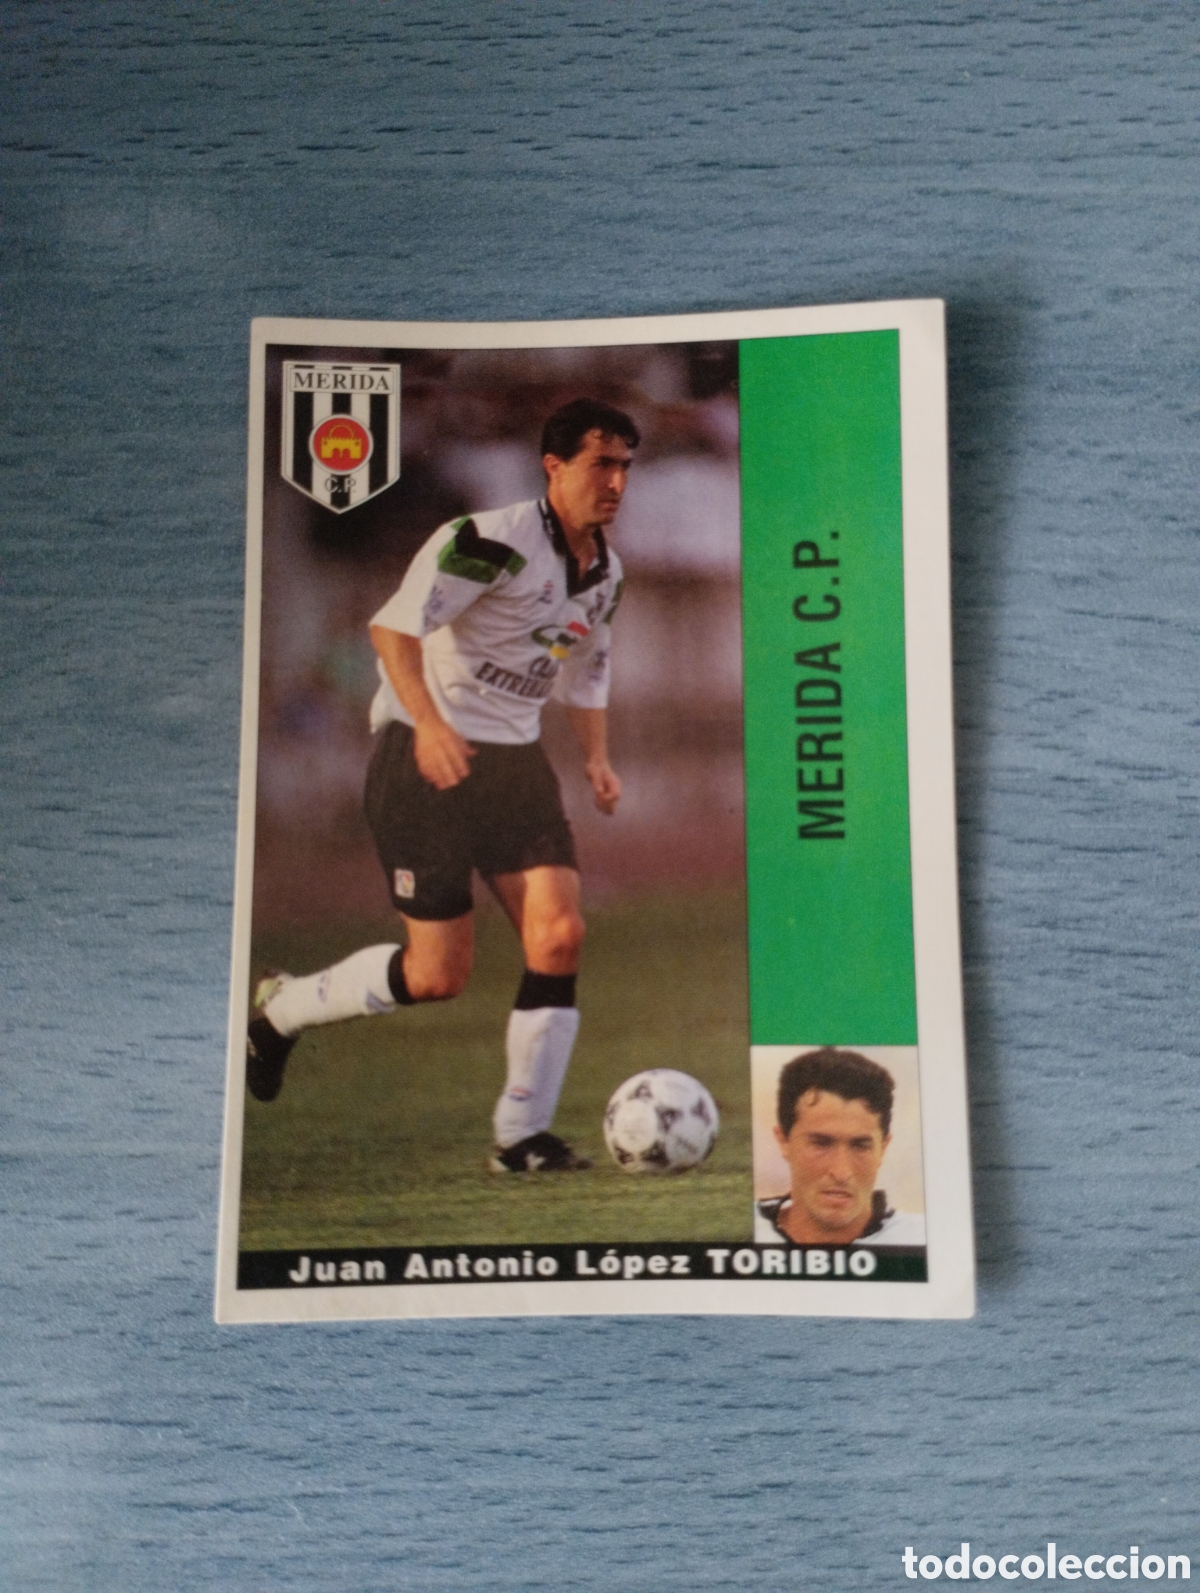 MERIDA
C.P.
MERIDA C.P.
Juan Antonio López TORIBIO
todocoleccion